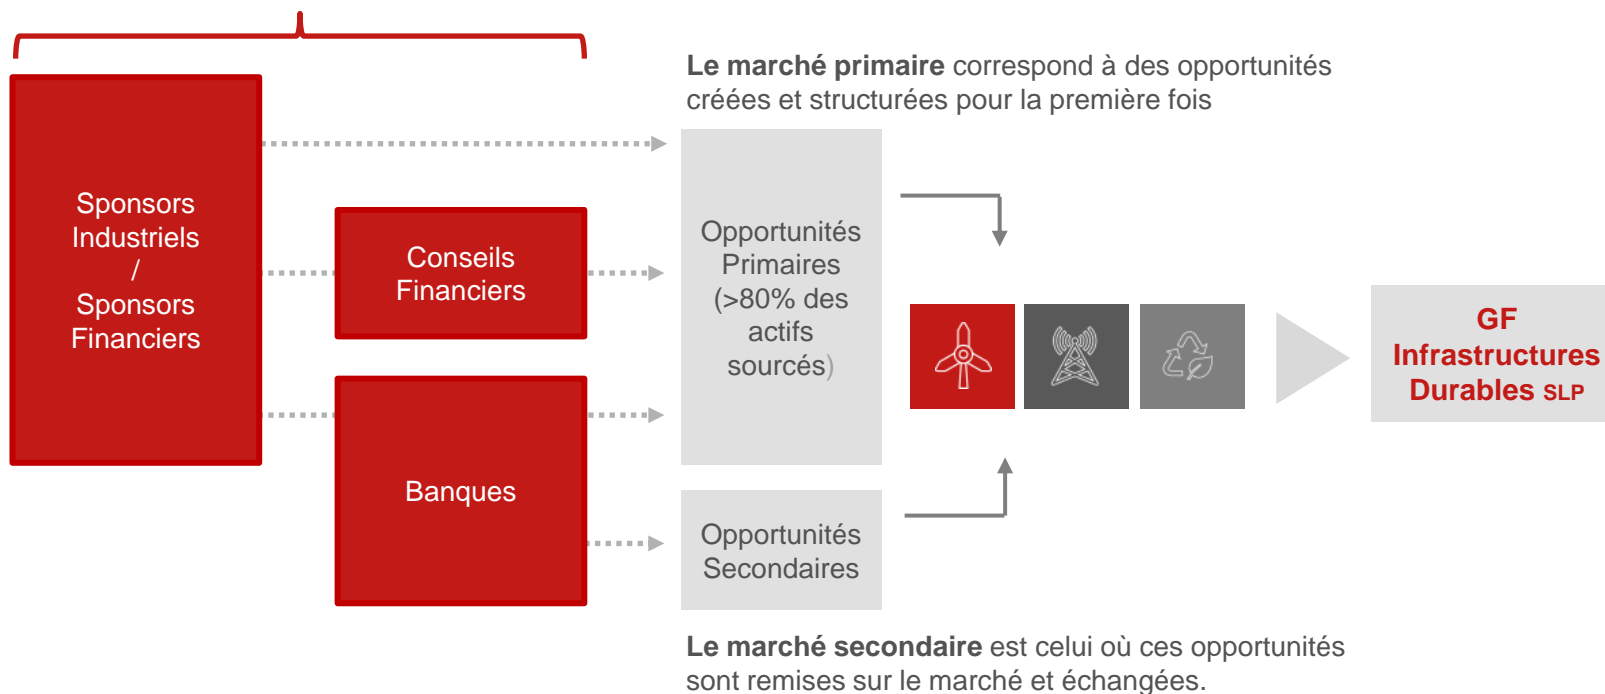 Le marché primaire correspond à des opportunités
créées et structurées pour la première fois
Sponsors
Industriels
/
Sponsors
Financiers
Conseils
Financiers
Banques
Opportunités
Primaires
(>80% des
actifs
sourcés)
Opportunités
Secondaires
GF
Infrastructures
Durables SLP
Le marché secondaire est celui où ces opportunités
sont remises sur le marché et échangées.